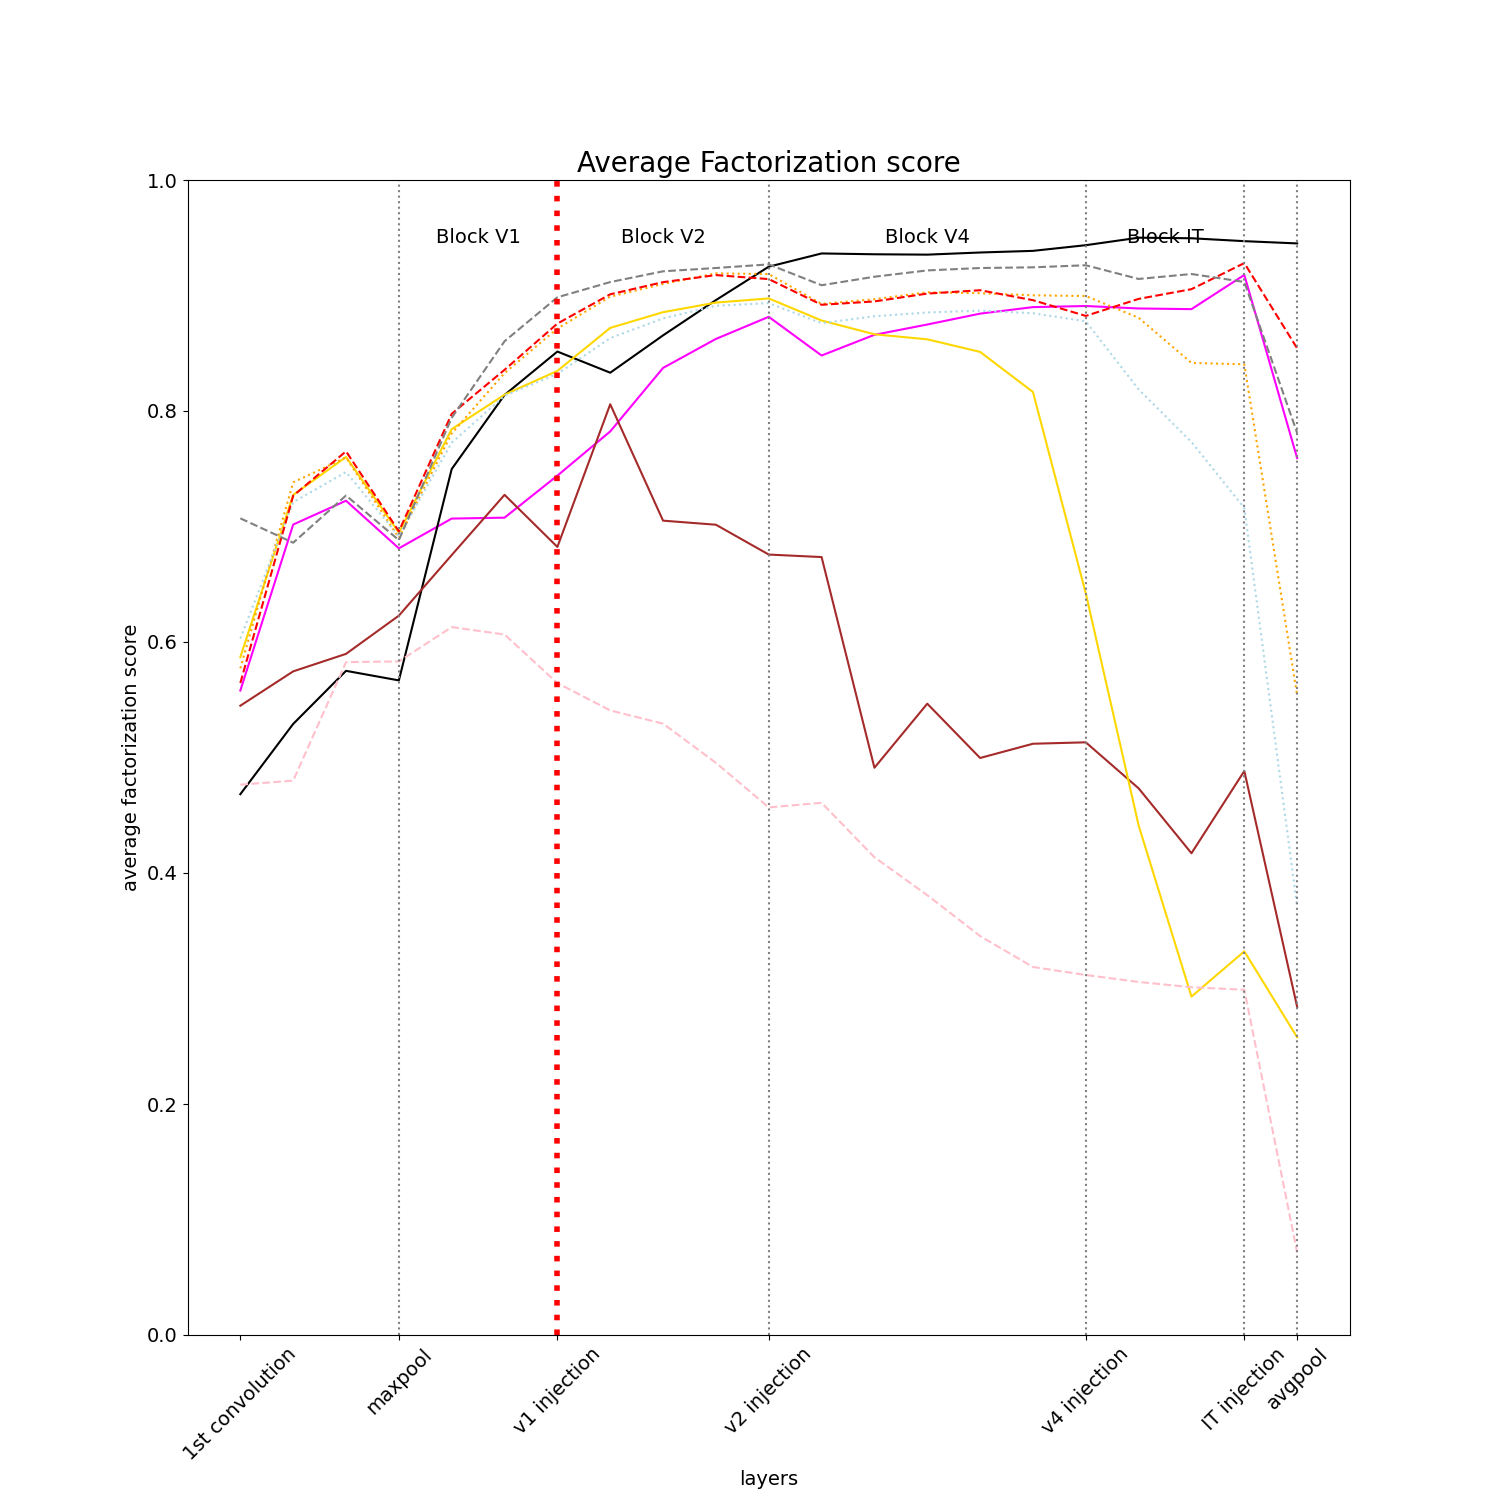 Average Factorization score
1.0
0.8
0.6
0.4
0.2
0.0
average factorization score
Block V1
Block V2
Block V4
Block IT
1st convolution
maxpool
v1 injection
v2 injection
v4 injection
IT injection
avgpool
layers